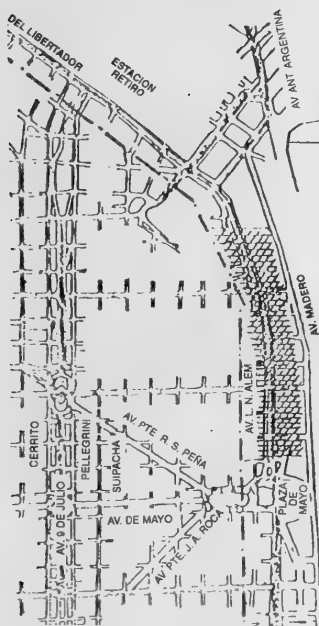 DEL LIBERTADOR
ESTACION
RETIRO
AV ANT ARGENTINA
AV. MADERO
AV. L. N. ALEM
CERRITO
AV. 9 DE JULIO
PELLEGRINI
SUIPACHA
AV. PTE. R. S. PEÑA
AV. DE MAYO
AV. PTE. J. A. ROCA
PLAZA
DE
MAYO